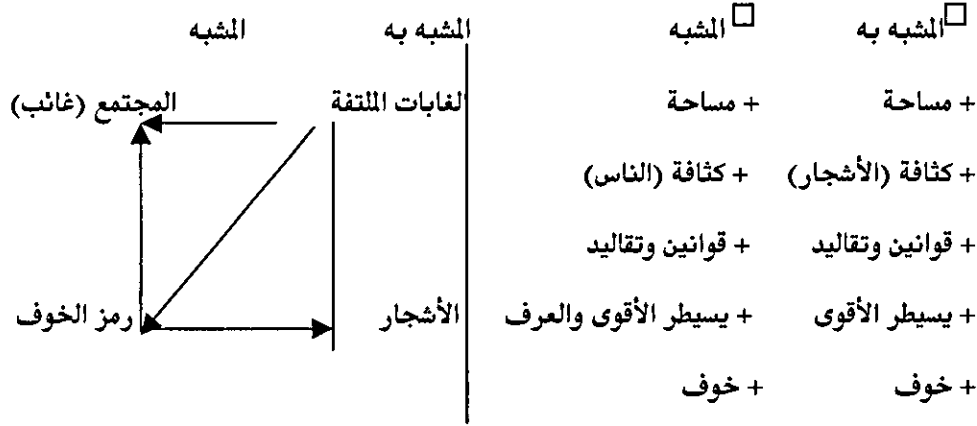 المشبه به المشبه المشبه به المشبه
+ مساحة + مساحة الغابات الملتفة المجتمع (غائب)
+ كثافة (الأشجار) + كثافة (الناس)
+ قوانين وتقاليد + قوانين وتقاليد
+ يسيطر الأقوى + يسيطر الأقوى والعرف الأشجار رمز الخوف
+ خوف + خوف